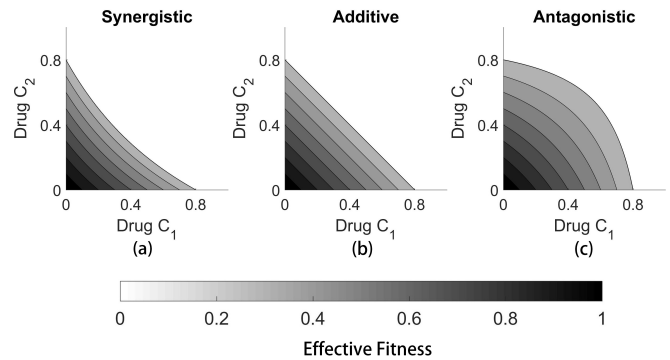 Synergistic
Additive
Antagonistic
Drug C2
0.8
0.4
0
0 0.4 0.8
Drug C1
(a)
Drug C2
0.8
0.4
0
0 0.4 0.8
Drug C1
(b)
Drug C2
0.8
0.4
0
0 0.4 0.8
Drug C1
(c)
0 0.2 0.4 0.6 0.8 1
Effective Fitness